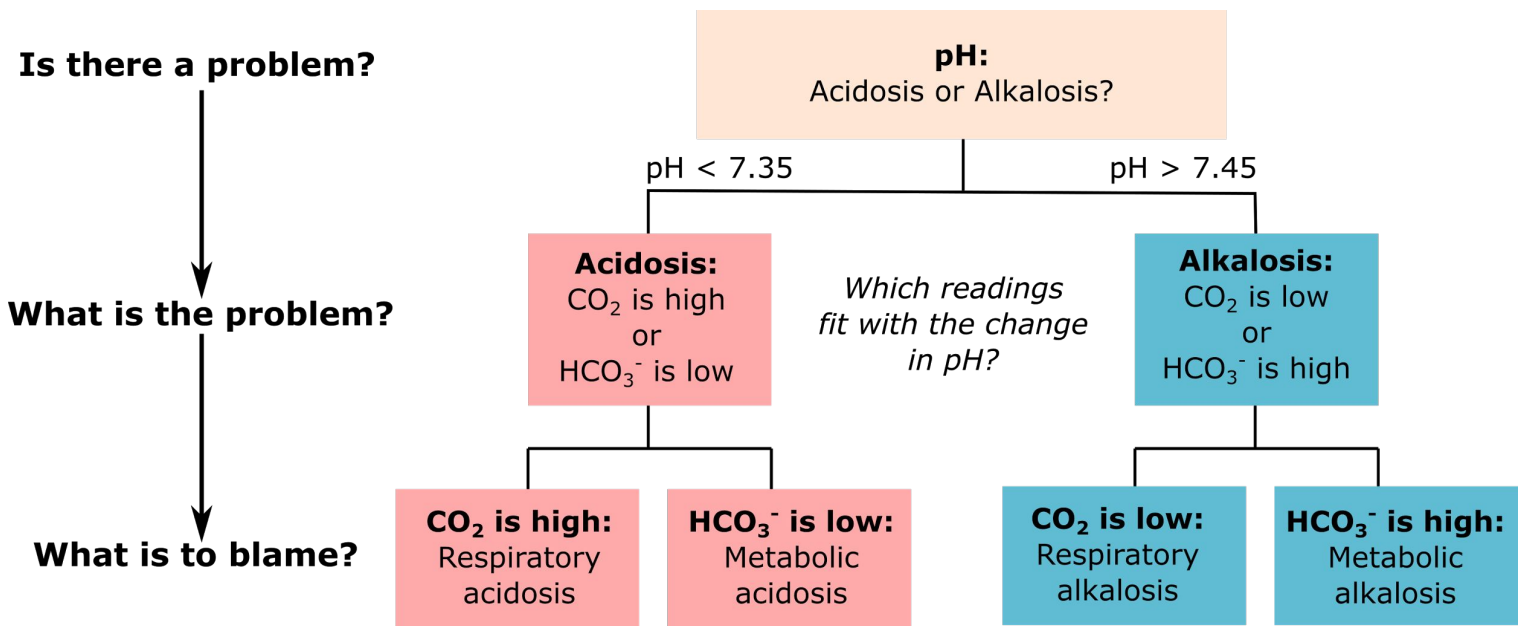 Is there a problem?
What is the problem?
What is to blame?
pH:
Acidosis or Alkalosis?
pH < 7.35
pH > 7.45
Acidosis:
CO₂ is high
or
HCO₃⁻ is low
Which readings
fit with the change
in pH?
Alkalosis:
CO₂ is low
or
HCO₃⁻ is high
CO₂ is high:
Respiratory
acidosis
HCO₃⁻ is low:
Metabolic
acidosis
CO₂ is low:
Respiratory
alkalosis
HCO₃⁻ is high:
Metabolic
alkalosis